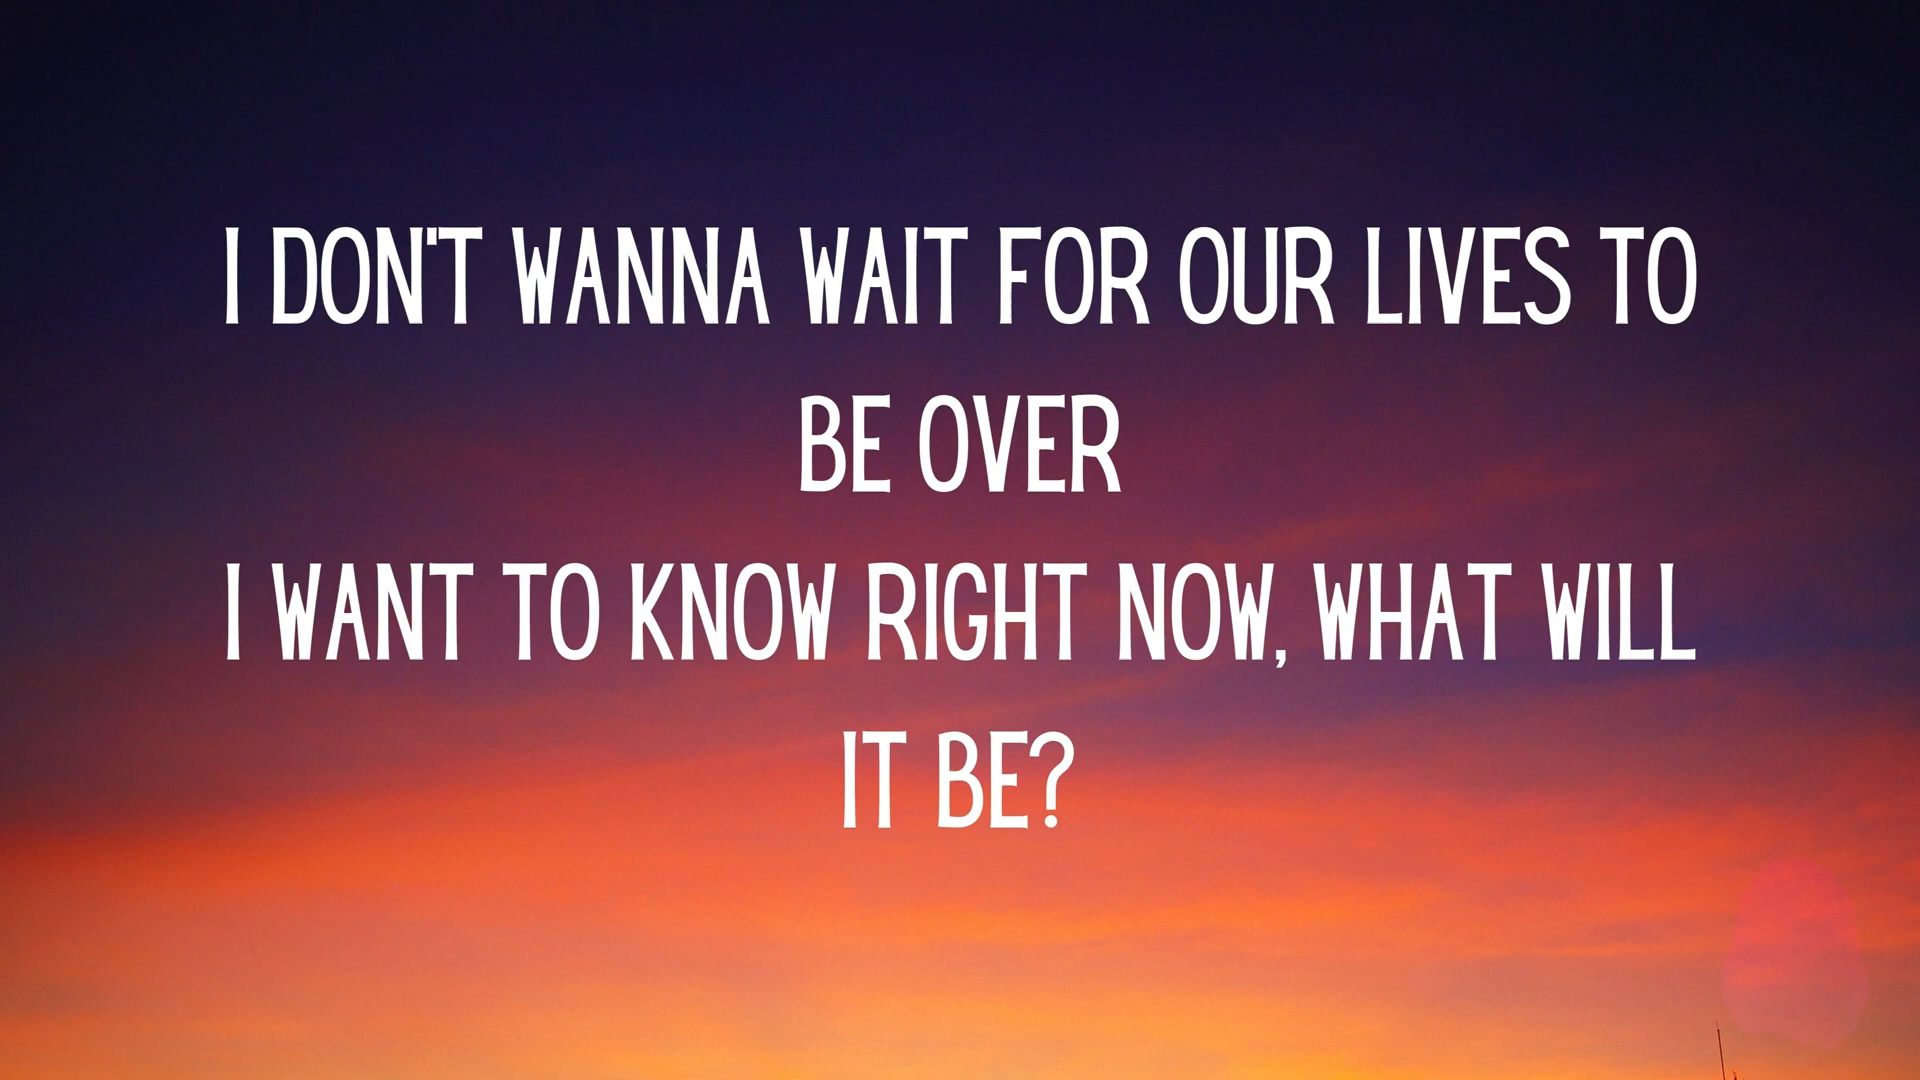 I DON'T WANNA WAIT FOR OUR LIVES TO
BE OVER
I WANT TO KNOW RIGHT NOW, WHAT WILL
IT BE?